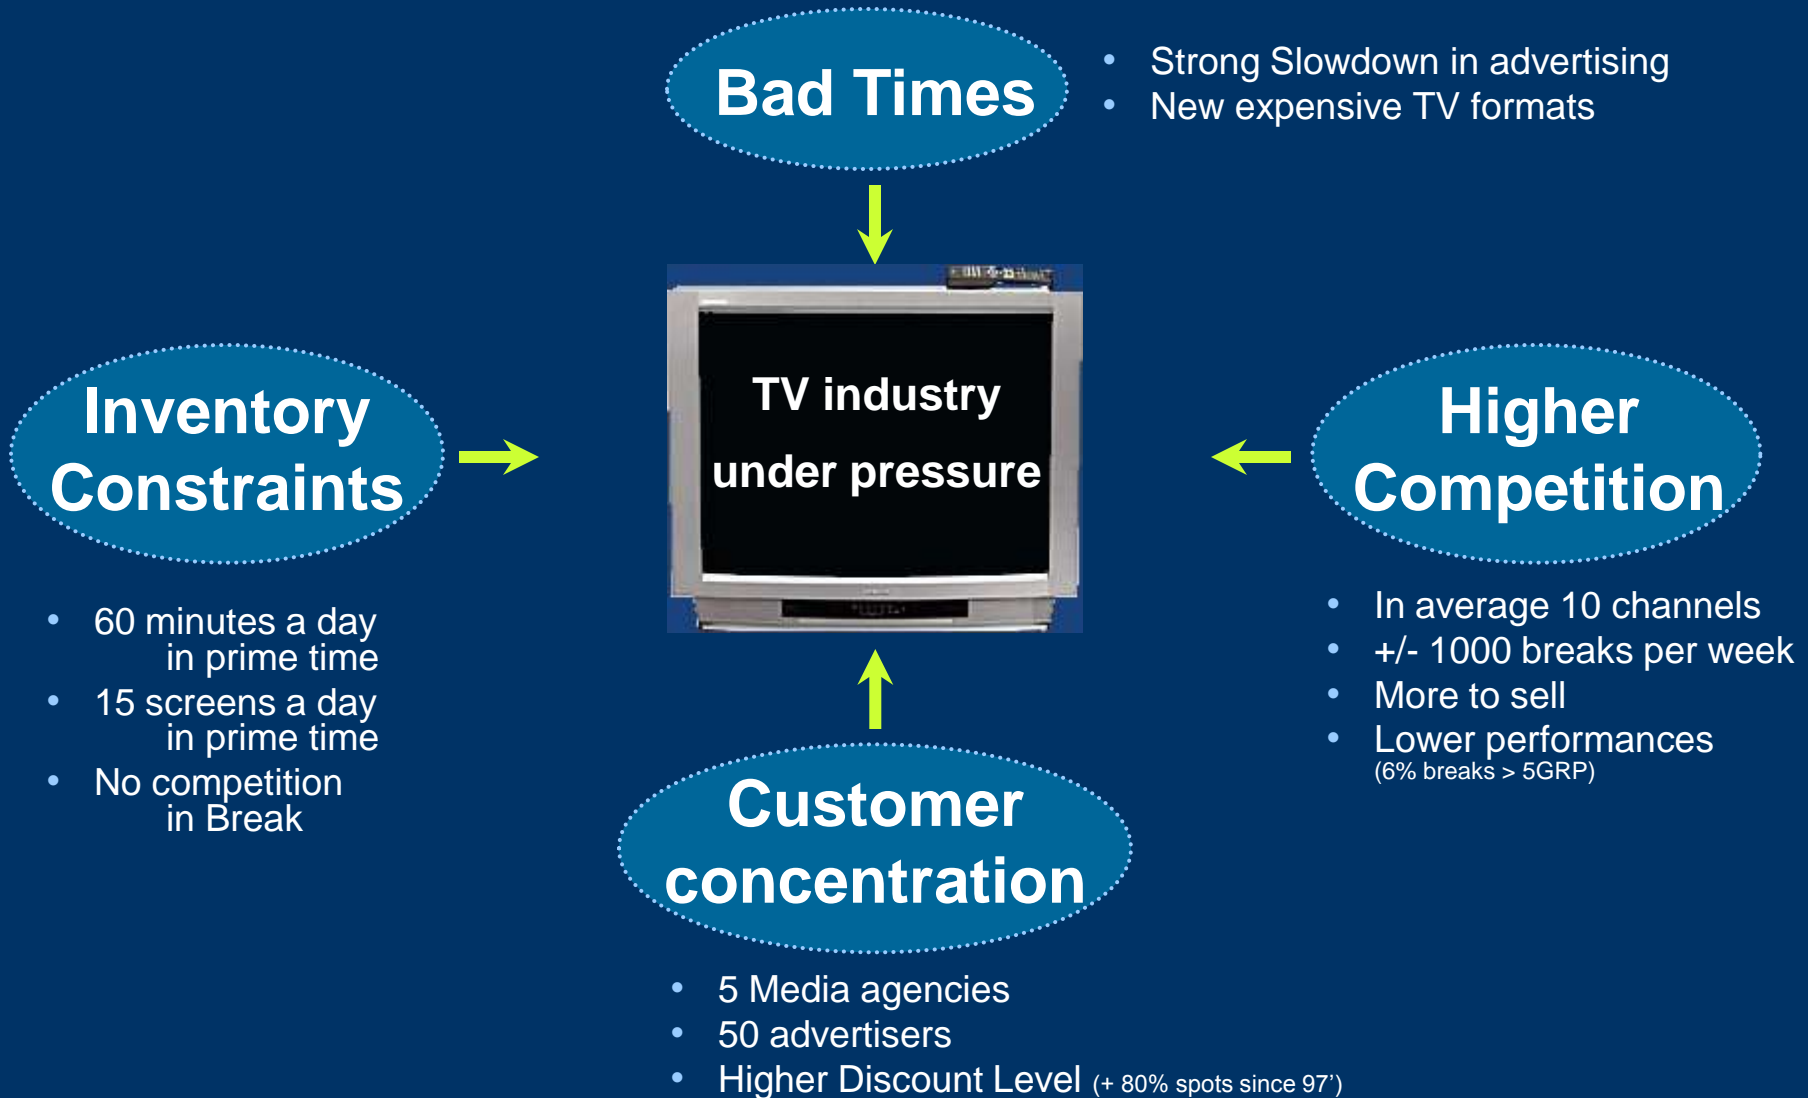 Bad Times
• Strong Slowdown in advertising
• New expensive TV formats
TV industry
under pressure
Inventory
Constraints
• 60 minutes a day
in prime time
• 15 screens a day
in prime time
• No competition
in Break
Higher
Competition
• In average 10 channels
• +/- 1000 breaks per week
• More to sell
• Lower performances
(6% breaks > 5GRP)
Customer
concentration
• 5 Media agencies
• 50 advertisers
• Higher Discount Level (+ 80% spots since 97’)